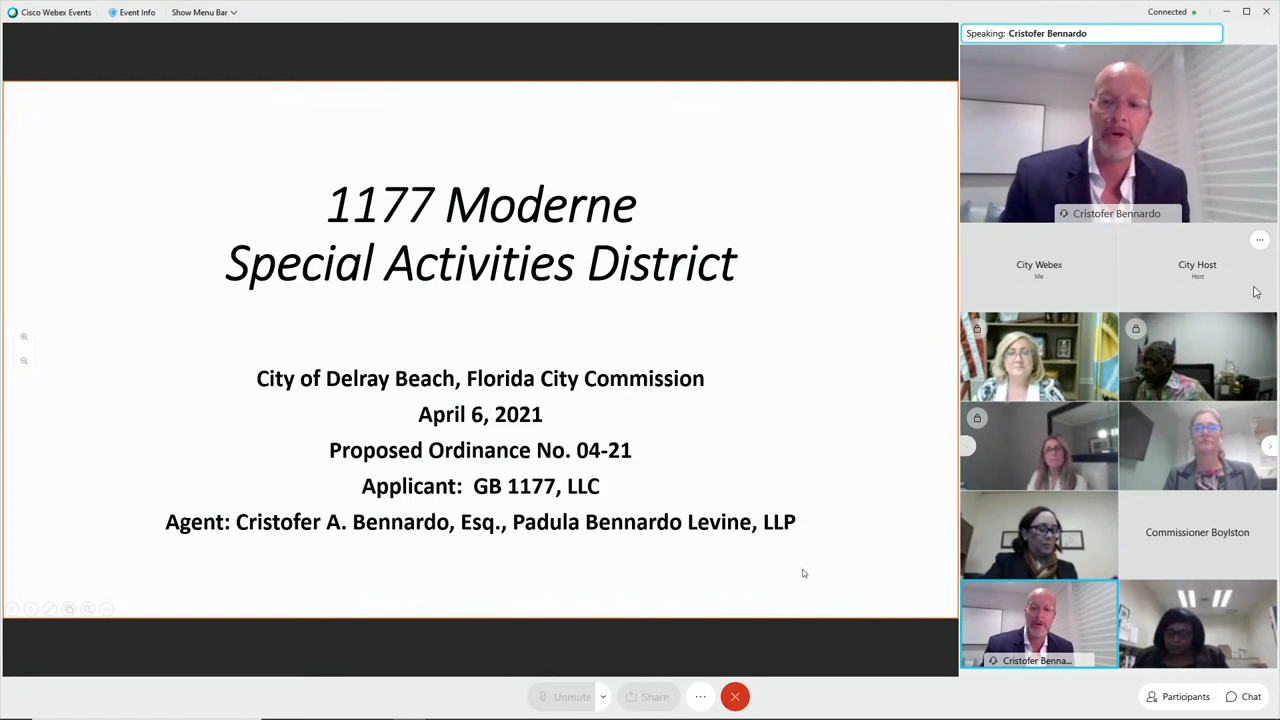 Cisco Webex Events
Event Info
Show Menu Bar
Connected
Speaking: Cristofer Bennardo
1177 Moderne
Special Activities District
City of Delray Beach, Florida City Commission
April 6, 2021
Proposed Ordinance No. 04-21
Applicant: GB 1177, LLC
Agent: Cristofer A. Bennardo, Esq., Padula Bennardo Levine, LLP
Cristofer Bennardo
City Webex
Me
City Host
Host
Commissioner Boylston
Cristofer Benna...
Unmute
Share
Participants
Chat